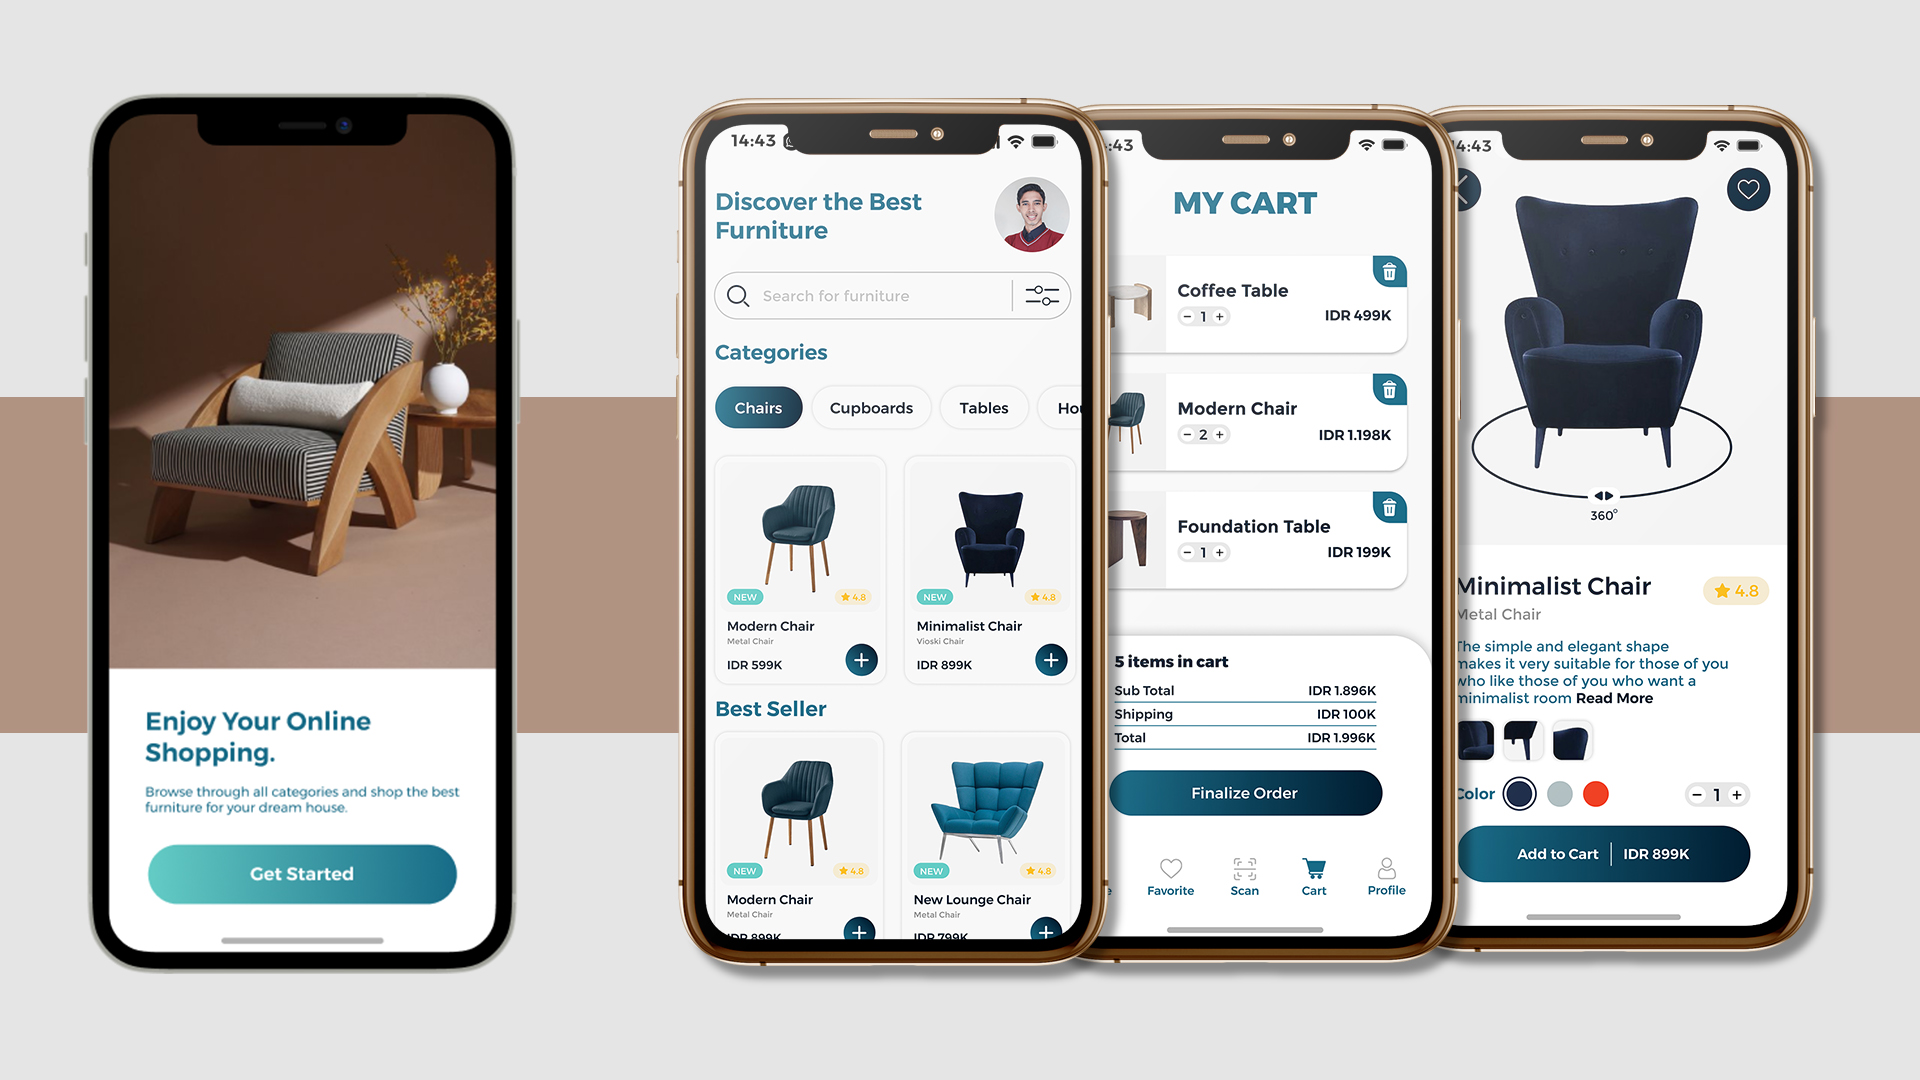 Enjoy Your Online
Shopping.
Browse through all categories and shop the best
furniture for your dream house.
Get Started
14:43
Discover the Best
Furniture
Search for furniture
Categories
Chairs
Cupboards
Tables
Hou
NEW
4.8
Modern Chair
Metal Chair
IDR 599K
NEW
4.8
Minimalist Chair
Vioski Chair
IDR 899K
Best Seller
NEW
4.8
Modern Chair
Metal Chair
IDR 899K
NEW
4.8
New Lounge Chair
Metal Chair
IDR 799K
:43
MY CART
Coffee Table
− 1 +
IDR 499K
Modern Chair
− 2 +
IDR 1.198K
Foundation Table
− 1 +
IDR 199K
5 items in cart
Sub Total IDR 1.896K
Shipping IDR 100K
Total IDR 1.996K
Finalize Order
e
Favorite
Scan
Cart
Profile
4:43
360°
Minimalist Chair
4.8
Metal Chair
The simple and elegant shape
makes it very suitable for those of you
who like those of you who want a
minimalist room Read More
Color
− 1 +
Add to Cart | IDR 899K